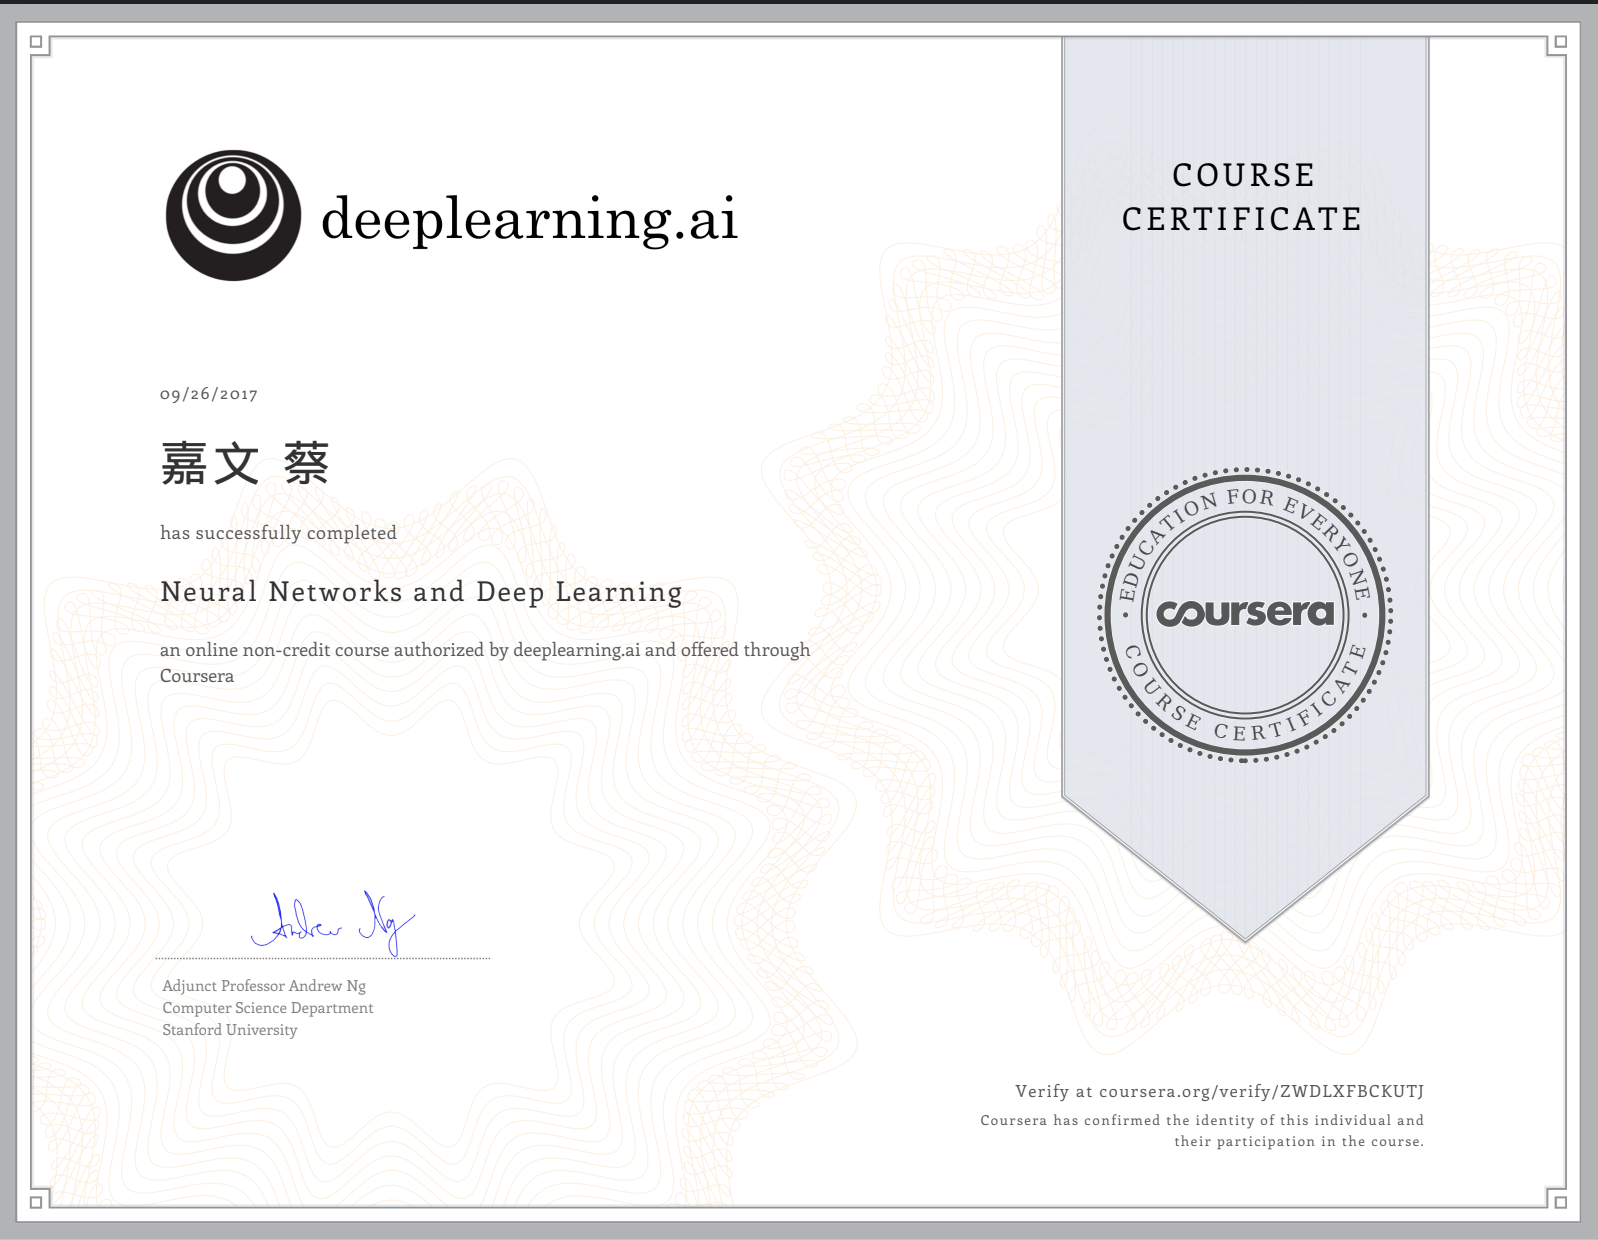 deeplearning.ai
COURSE
CERTIFICATE
09/26/2017
嘉文 蔡
has successfully completed
Neural Networks and Deep Learning
an online non-credit course authorized by deeplearning.ai and offered through
Coursera
EDUCATION FOR EVERYONE
coursera
COURSE CERTIFICATE
Andrew Ng
Adjunct Professor Andrew Ng
Computer Science Department
Stanford University
Verify at coursera.org/verify/ZWDLXFBCKUTJ
Coursera has confirmed the identity of this individual and
their participation in the course.